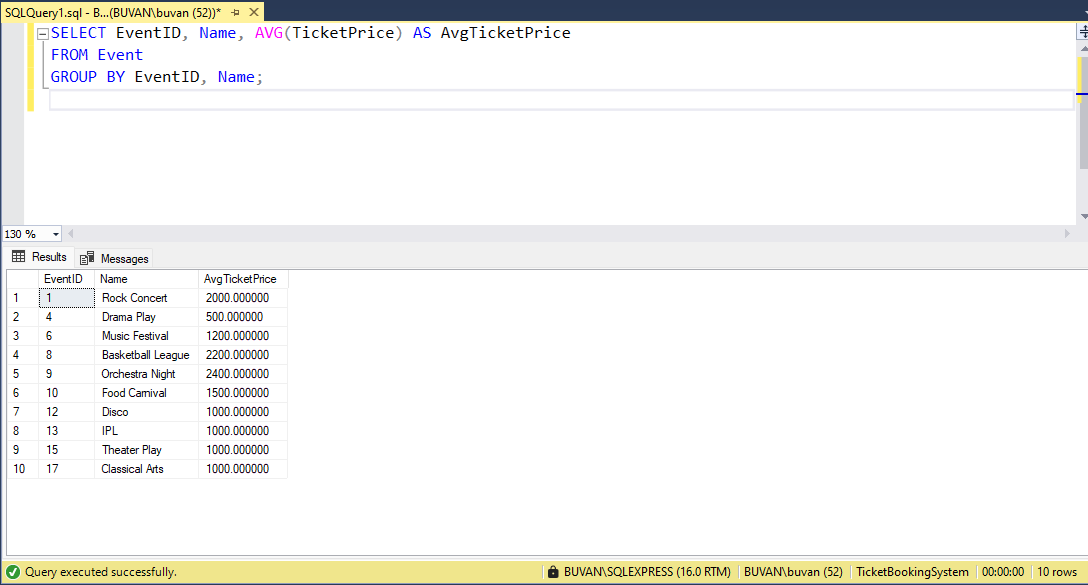 SQLQuery1.sql - B...(BUVAN\buvan (52))*
SELECT EventID, Name, AVG(TicketPrice) AS AvgTicketPrice
FROM Event
GROUP BY EventID, Name;
130 %
Results Messages
EventID Name AvgTicketPrice
1 1 Rock Concert 2000.000000
2 4 Drama Play 500.000000
3 6 Music Festival 1200.000000
4 8 Basketball League 2200.000000
5 9 Orchestra Night 2400.000000
6 10 Food Carnival 1500.000000
7 12 Disco 1000.000000
8 13 IPL 1000.000000
9 15 Theater Play 1000.000000
10 17 Classical Arts 1000.000000
Query executed successfully. BUVAN\SQLEXPRESS (16.0 RTM) BUVAN\buvan (52) TicketBookingSystem 00:00:00 10 rows